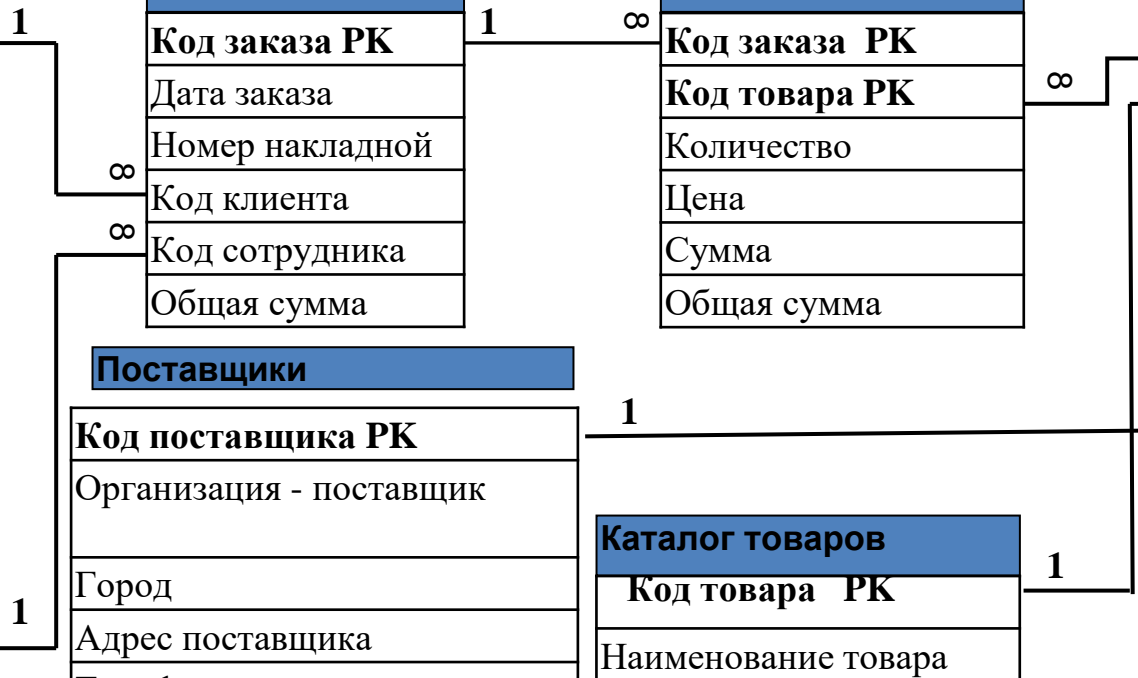 1
Код заказа PK
Дата заказа
Номер накладной
∞
Код клиента
∞
Код сотрудника
Общая сумма
1
∞
Код заказа PK
Код товара PK
∞
Количество
Цена
Сумма
Общая сумма
Поставщики
Код поставщика PK
1
Организация - поставщик
Город
Адрес поставщика
1
Каталог товаров
Код товара PK
1
Наименование товара